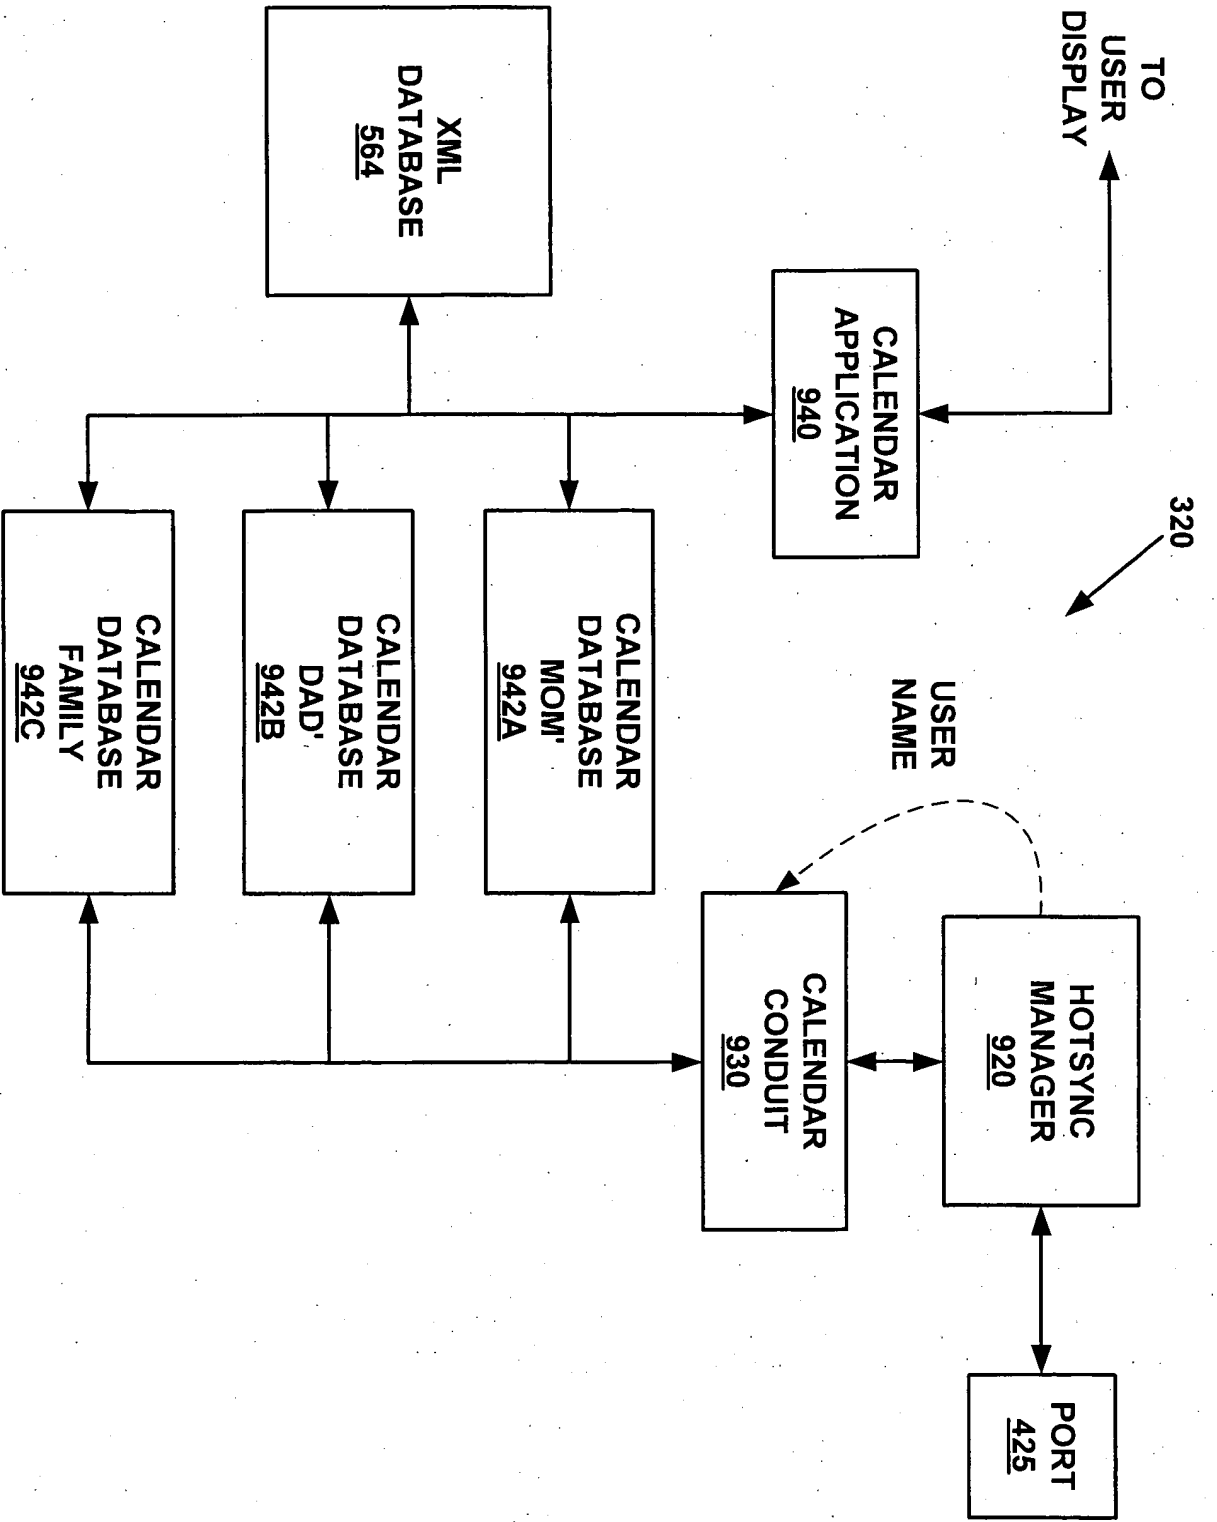 TO
USER
DISPLAY
320
CALENDAR
APPLICATION
940
USER
NAME
HOTSYNC
MANAGER
920
PORT
425
CALENDAR
CONDUIT
930
XML
DATABASE
564
CALENDAR
DATABASE
MOM'
942A
CALENDAR
DATABASE
DAD'
942B
CALENDAR
DATABASE
FAMILY
942C